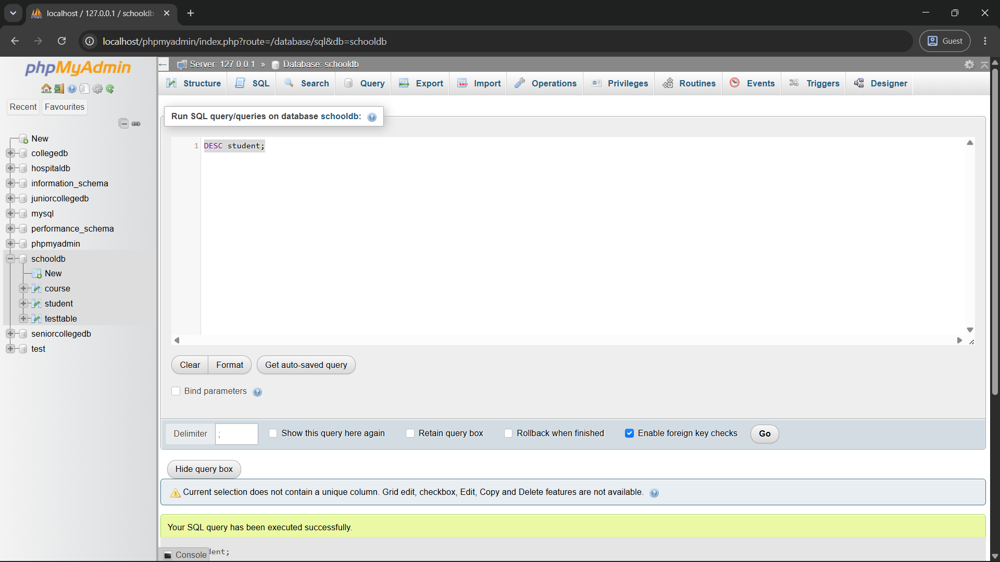 localhost / 127.0.0.1 / schooldb
localhost/phpmyadmin/index.php?route=/database/sql&db=schooldb
Guest
phpMyAdmin
Recent
Favourites
New
collegedb
hospitaldb
information_schema
juniorcollegedb
mysql
performance_schema
phpmyadmin
schooldb
New
course
student
testtable
seniorcollegedb
test
Server: 127.0.0.1 » Database: schooldb
Structure
SQL
Search
Query
Export
Import
Operations
Privileges
Routines
Events
Triggers
Designer
Run SQL query/queries on database schooldb:
1 DESC student;
Clear
Format
Get auto-saved query
Bind parameters
Delimiter
;
Show this query here again
Retain query box
Rollback when finished
Enable foreign key checks
Go
Hide query box
Current selection does not contain a unique column. Grid edit, checkbox, Edit, Copy and Delete features are not available.
Your SQL query has been executed successfully.
Console
dent;